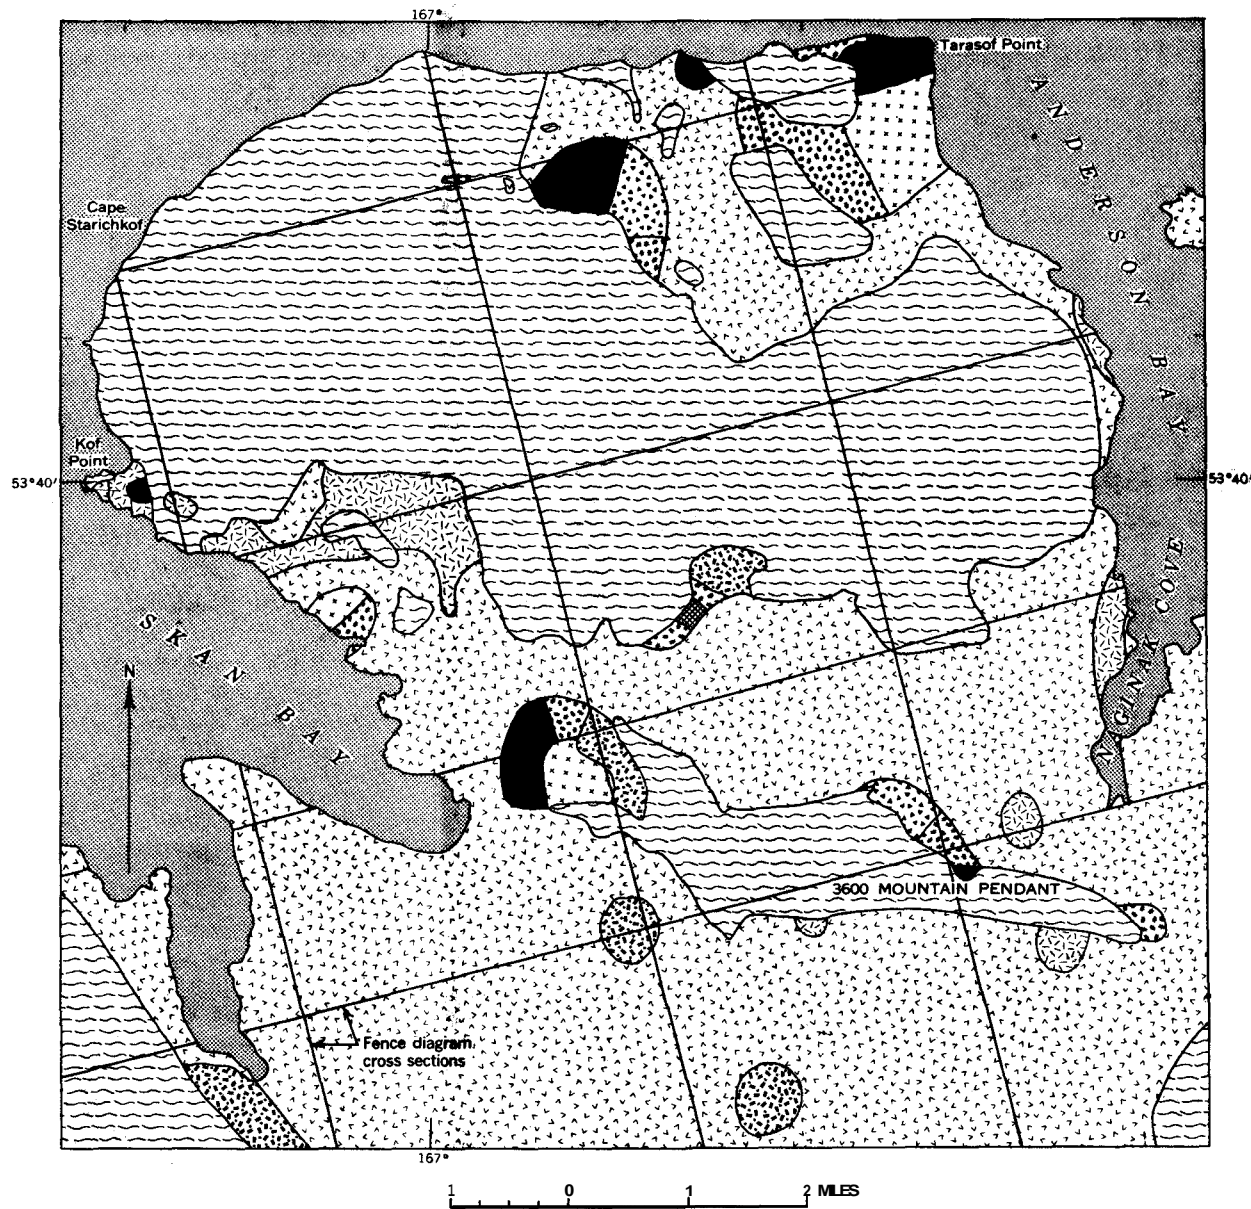 167°
Tarasof Point
ANDERSON BAY
Cape
Starichkof
Kof
Point
53°40'
53°40'
SKAN BAY
NAGINAK COVE
N
3600 MOUNTAIN PENDANT
Fence diagram
cross sections
167°
1 0 1 2 MILES